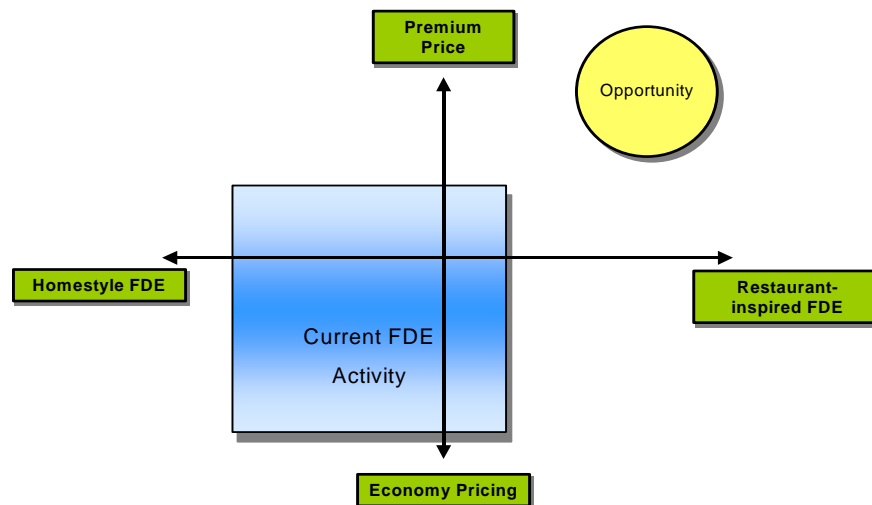 Premium
Price
Opportunity
Homestyle FDE
Restaurant-
inspired FDE
Current FDE
Activity
Economy Pricing